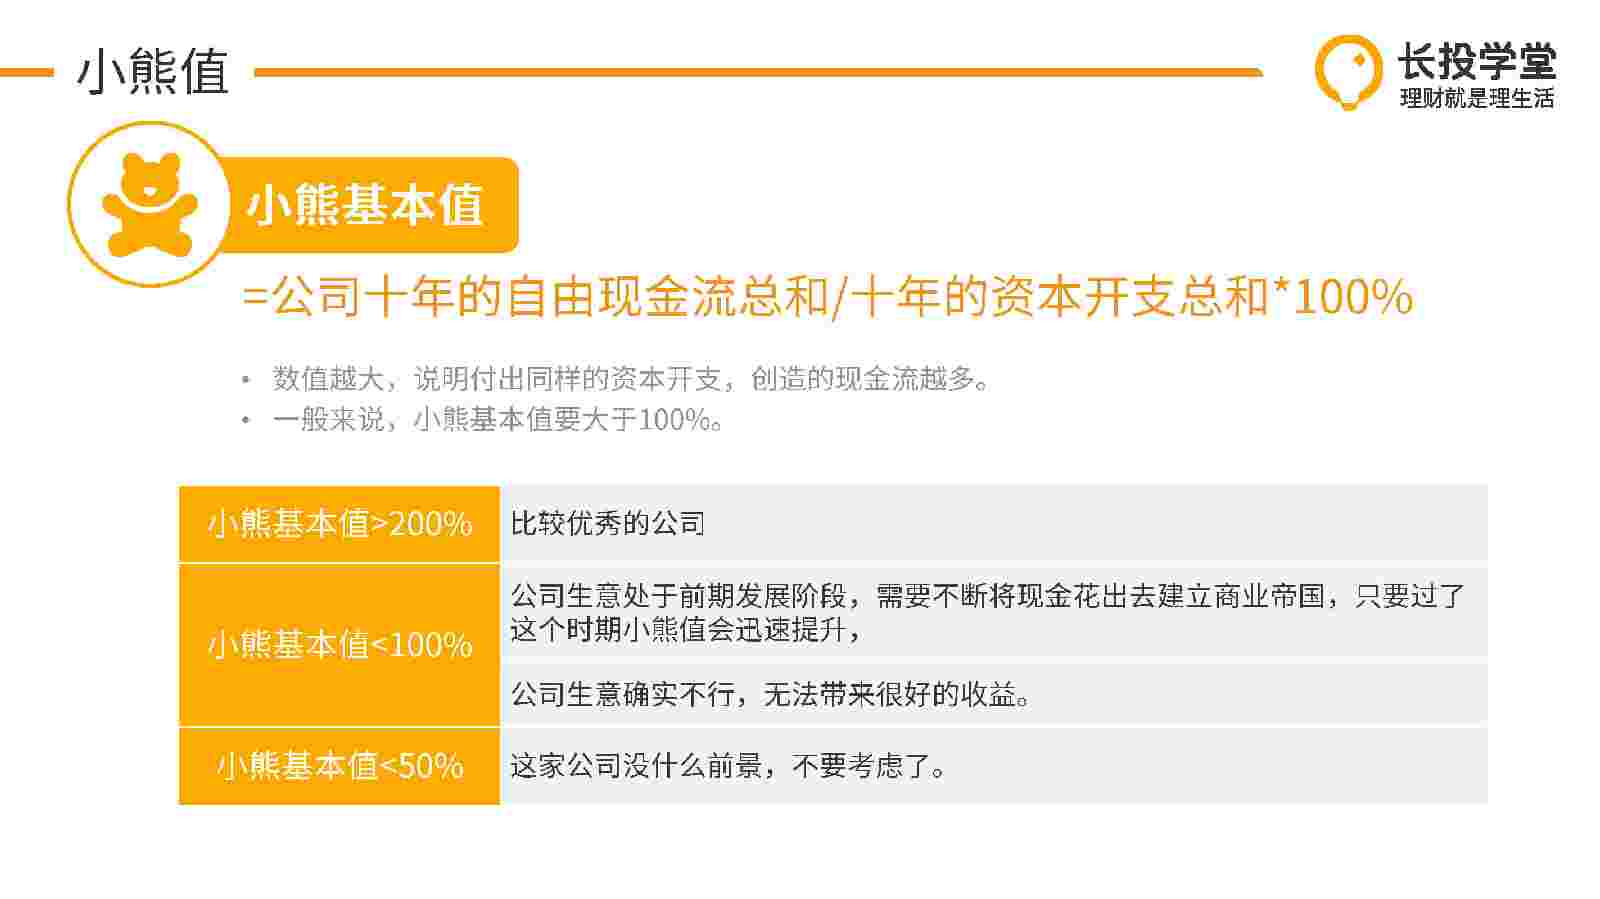 小熊值
长投学堂
理财就是理生活
小熊基本值
=公司十年的自由现金流总和/十年的资本开支总和*100%
• 数值越大，说明付出同样的资本开支，创造的现金流越多。
• 一般来说，小熊基本值要大于100%。
小熊基本值>200%
比较优秀的公司
小熊基本值<100%
公司生意处于前期发展阶段，需要不断将现金花出去建立商业帝国，只要过了
这个时期小熊值会迅速提升，
公司生意确实不行，无法带来很好的收益。
小熊基本值<50%
这家公司没什么前景，不要考虑了。